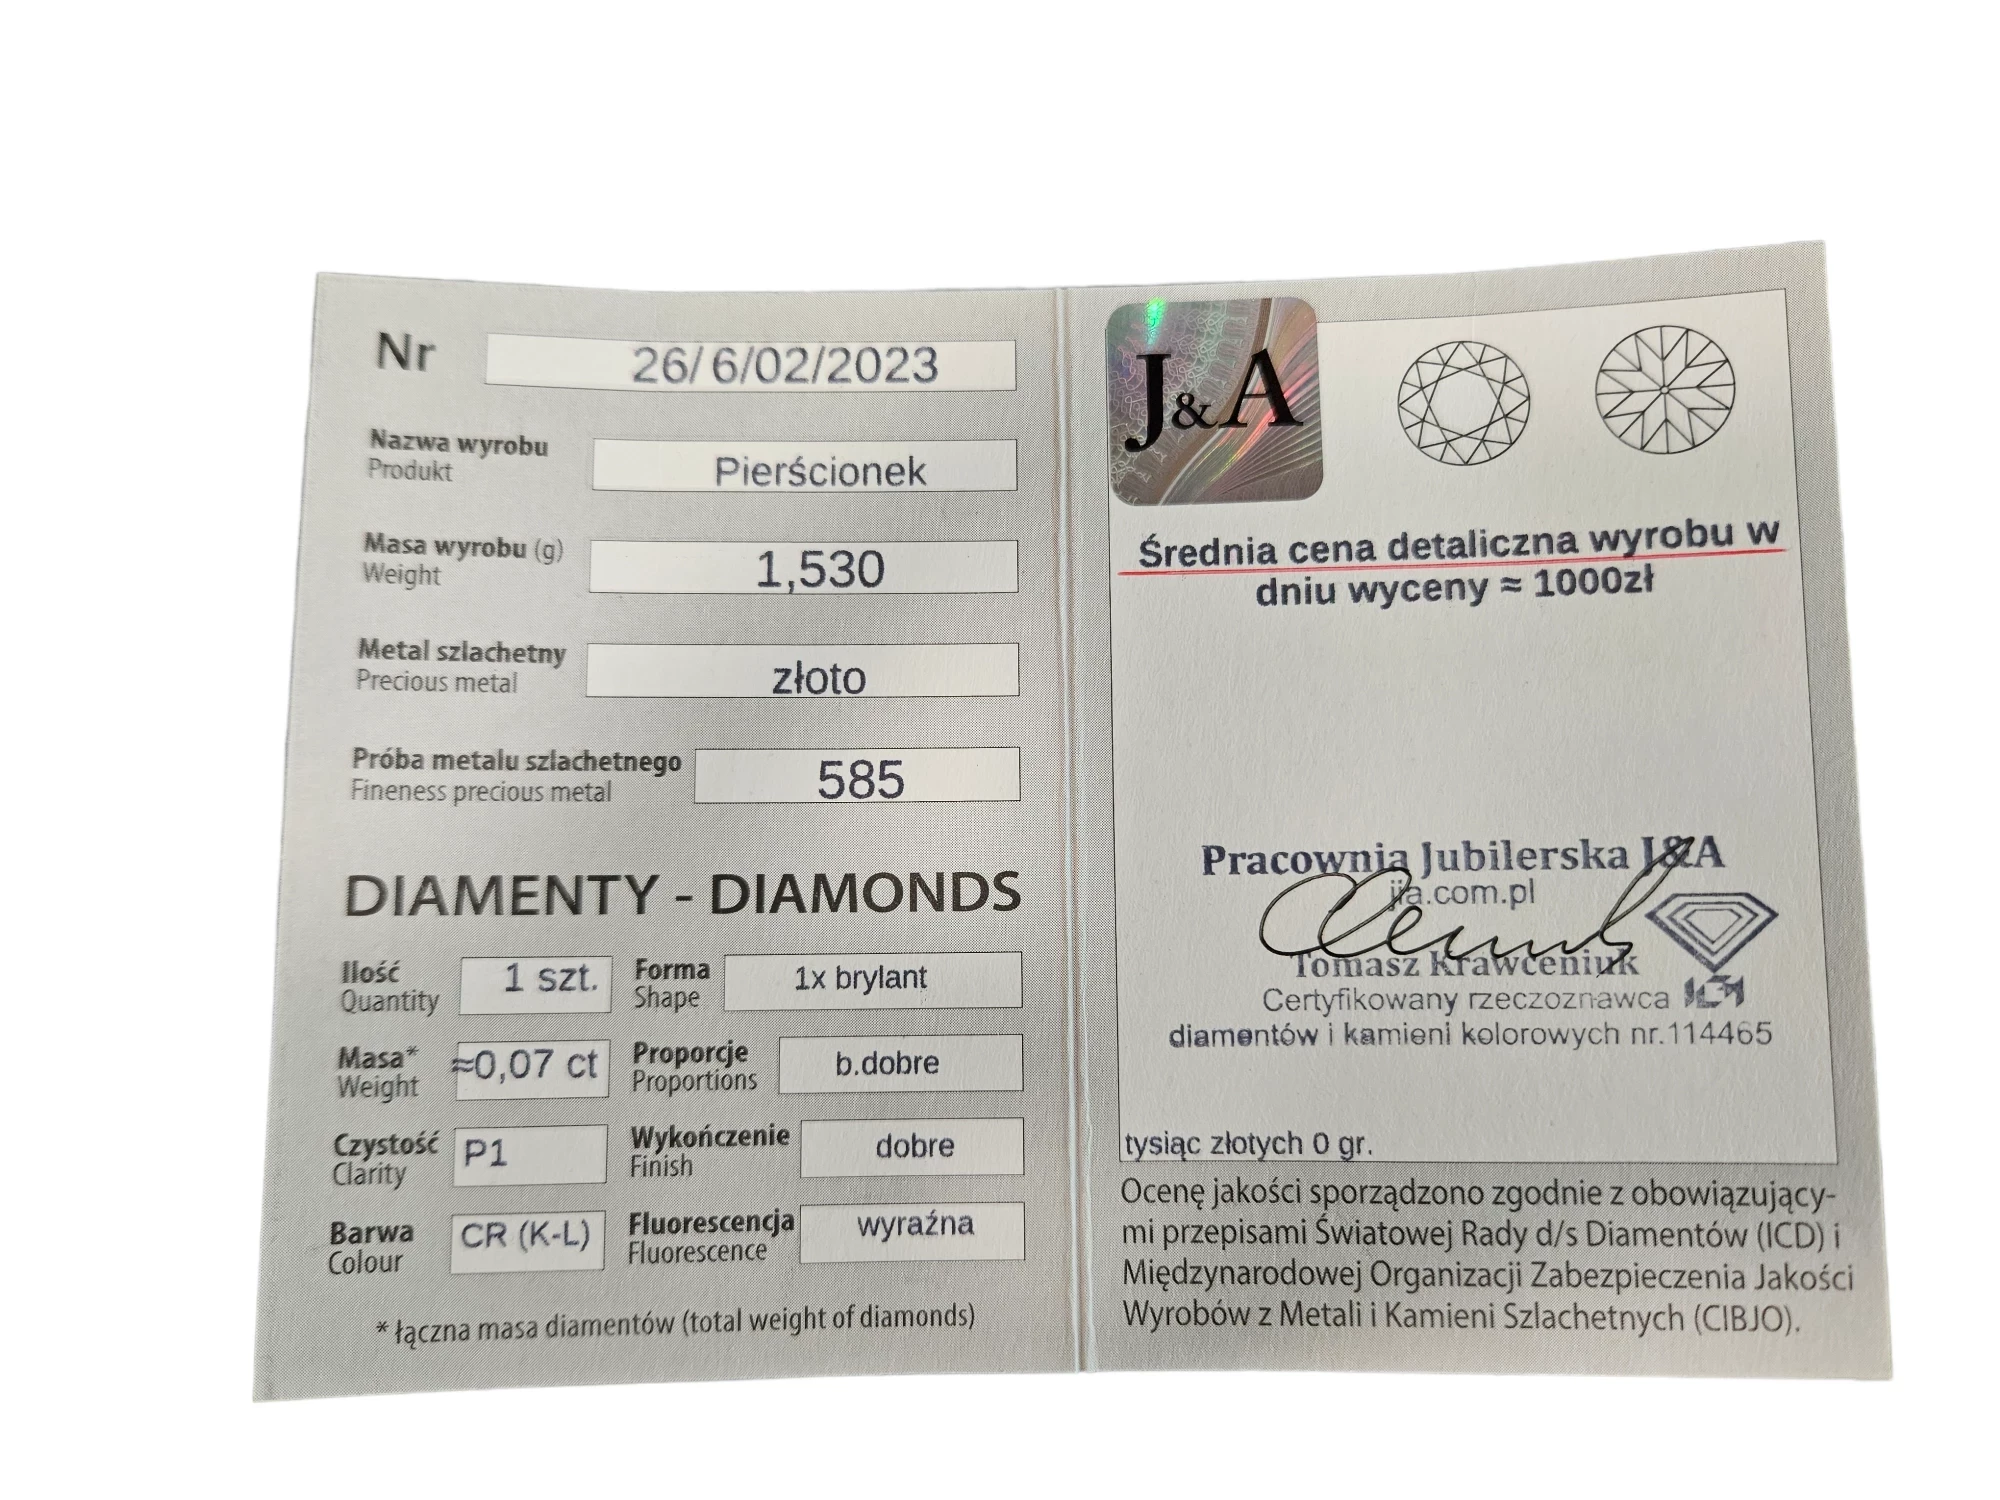 Nr 26/ 6/02/2023
Nazwa wyrobu
Produkt
Pierścionek
Masa wyrobu (g)
Weight
1,530
Metal szlachetny
Precious metal
złoto
Próba metalu szlachetnego
Fineness precious metal
585
DIAMENTY - DIAMONDS
Ilość
Quantity
1 szt.
Forma
Shape
1x brylant
Masa*
Weight
≈0,07 ct
Proporcje
Proportions
b.dobre
Czystość
Clarity
P1
Wykończenie
Finish
dobre
Barwa
Colour
CR (K-L)
Fluorescencja
Fluorescence
wyraźna
* łączna masa diamentów (total weight of diamonds)
J&A
Średnia cena detaliczna wyrobu w
dniu wyceny ≈ 1000zł
Pracownia Jubilerska J&A
jia.com.pl
Tomasz Krawceniuk
Certyfikowany rzeczoznawca
diamentów i kamieni kolorowych nr.114465
tysiąc złotych 0 gr.
Ocenę jakości sporządzono zgodnie z obowiązujący-
mi przepisami Światowej Rady d/s Diamentów (ICD) i
Międzynarodowej Organizacji Zabezpieczenia Jakości
Wyrobów z Metali i Kamieni Szlachetnych (CIBJO).